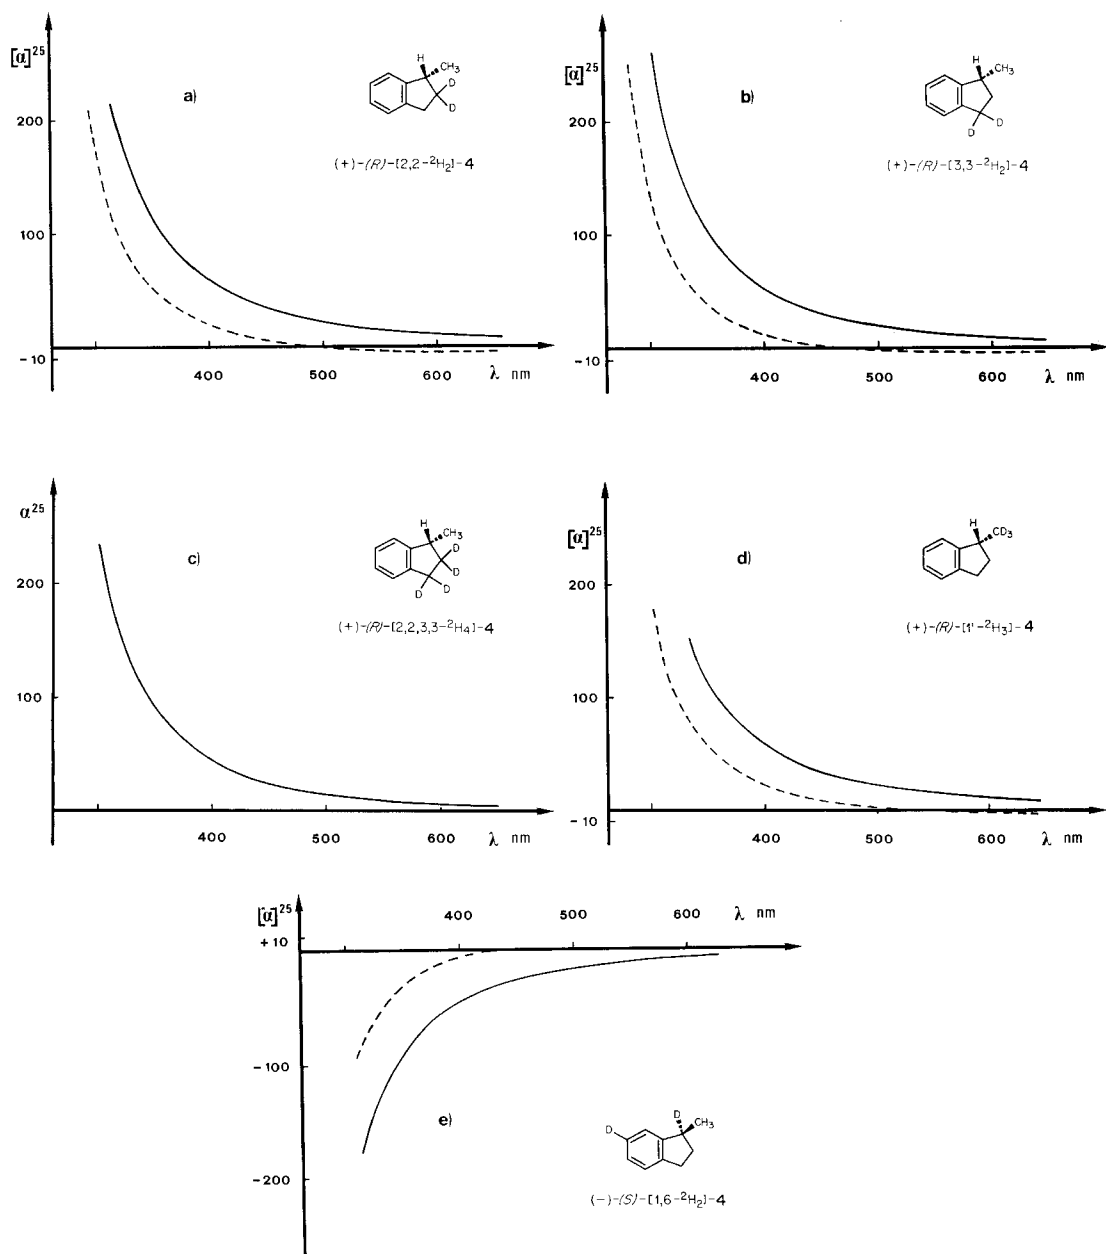 [α]²⁵
200
100
-10
a)
H
CH₃
D
D
(+)-(R)-[2,2-²H₂]-4
400
500
600
λ nm
[α]²⁵
200
100
-10
b)
H
CH₃
D
D
(+)-(R)-[3,3-²H₂]-4
400
500
600
λ nm
α²⁵
200
100
c)
H
CH₃
D
D
D
D
(+)-(R)-[2,2,3,3-²H₄]-4
400
500
600
λ nm
[α]²⁵
200
100
-10
d)
H
CD₃
(+)-(R)-[1'-²H₃]-4
400
500
600
λ nm
[α]²⁵
+10
-100
-200
400
500
600
λ nm
e)
D
D
CH₃
(-)-(S)-[1,6-²H₂]-4